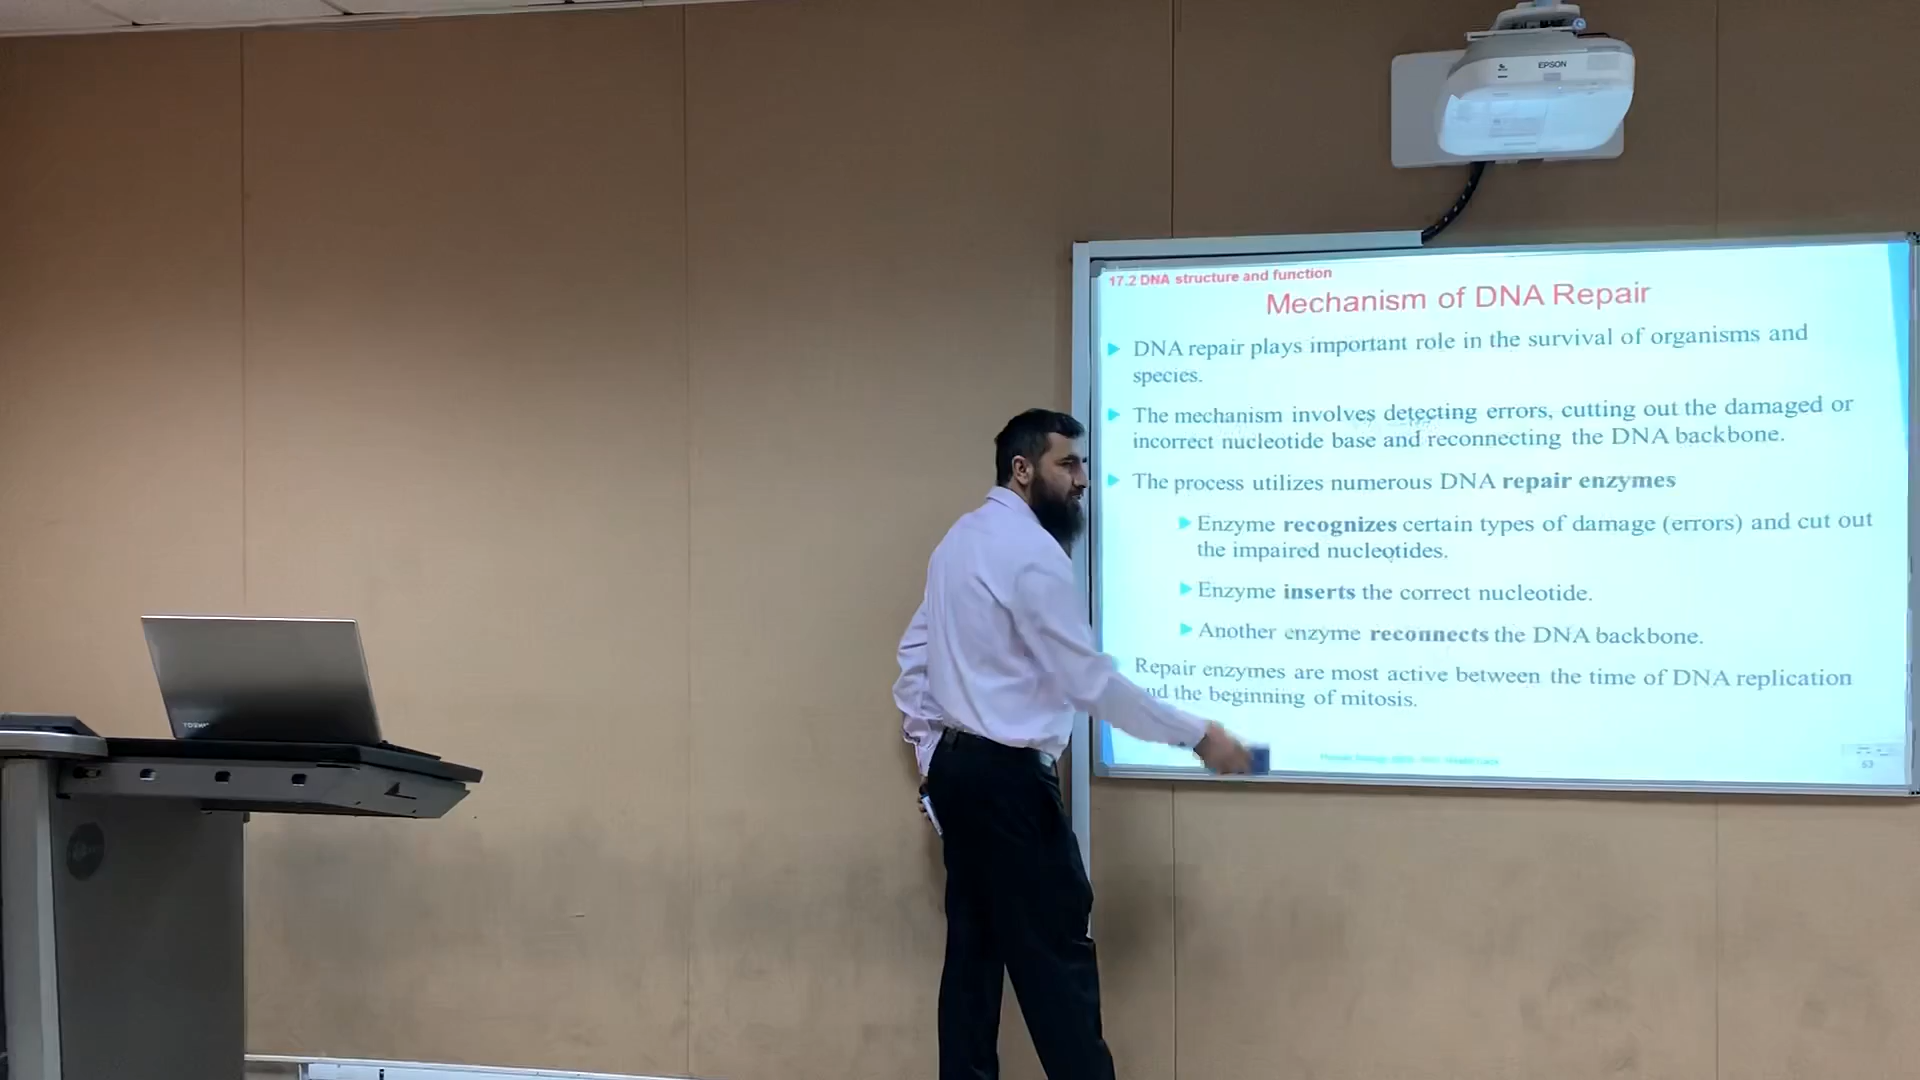 EPSON
17.2 DNA structure and function
Mechanism of DNA Repair
DNA repair plays important role in the survival of organisms and
species.
The mechanism involves detecting errors, cutting out the damaged or
incorrect nucleotide base and reconnecting the DNA backbone.
The process utilizes numerous DNA repair enzymes
Enzyme recognizes certain types of damage (errors) and cut out
the impaired nucleotides.
Enzyme inserts the correct nucleotide.
Another enzyme reconnects the DNA backbone.
Repair enzymes are most active between the time of DNA replication
the beginning of mitosis.